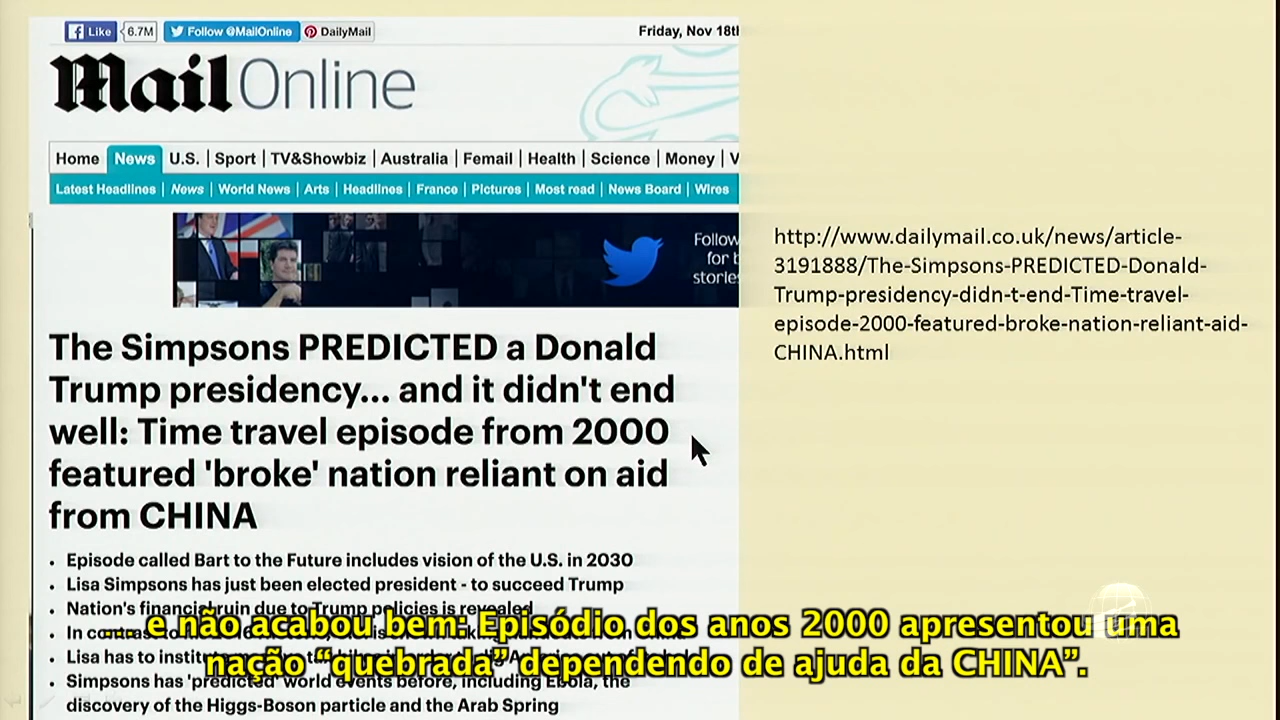 Like 6.7M Follow @MailOnline DailyMail Friday, Nov 18th
Mail Online
Home News U.S. Sport TV&Showbiz Australia Femail Health Science Money V
Latest Headlines News World News Arts Headlines France Pictures Most read News Board Wires
Follow
for b
stories
http://www.dailymail.co.uk/news/article-
3191888/The-Simpsons-PREDICTED-Donald-
Trump-presidency-didn-t-end-Time-travel-
episode-2000-featured-broke-nation-reliant-aid-
CHINA.html
The Simpsons PREDICTED a Donald
Trump presidency... and it didn't end
well: Time travel episode from 2000
featured 'broke' nation reliant on aid
from CHINA
Episode called Bart to the Future includes vision of the U.S. in 2030
Lisa Simpsons has just been elected president - to succeed Trump
Nation's financial ruin due to Trump policies is revealed
Lisa has to
Simpsons has 'predicted' world events before, including Ebola, the
discovery of the Higgs-Boson particle and the Arab Spring
... e não acabou bem: Episódio dos anos 2000 apresentou uma
nação “quebrada” dependendo de ajuda da CHINA”.